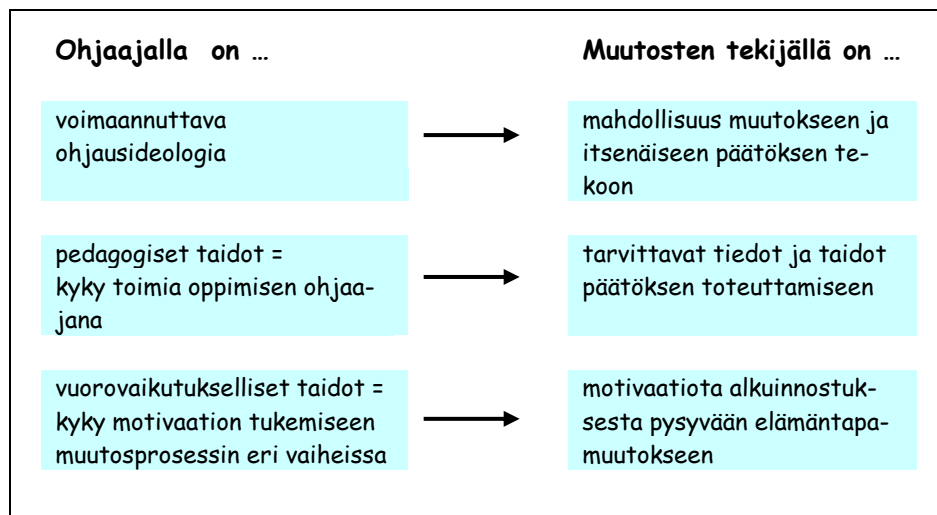 Ohjaajalla on …
Muutosten tekijällä on …
voimaannuttava
ohjausideologia
mahdollisuus muutokseen ja
itsenäiseen päätöksen te-
koon
pedagogiset taidot =
kyky toimia oppimisen ohjaa-
jana
tarvittavat tiedot ja taidot
päätöksen toteuttamiseen
vuorovaikutukselliset taidot =
kyky motivaation tukemiseen
muutosprosessin eri vaiheissa
motivaatiota alkuinnostuk-
sesta pysyvään elämäntapa-
muutokseen